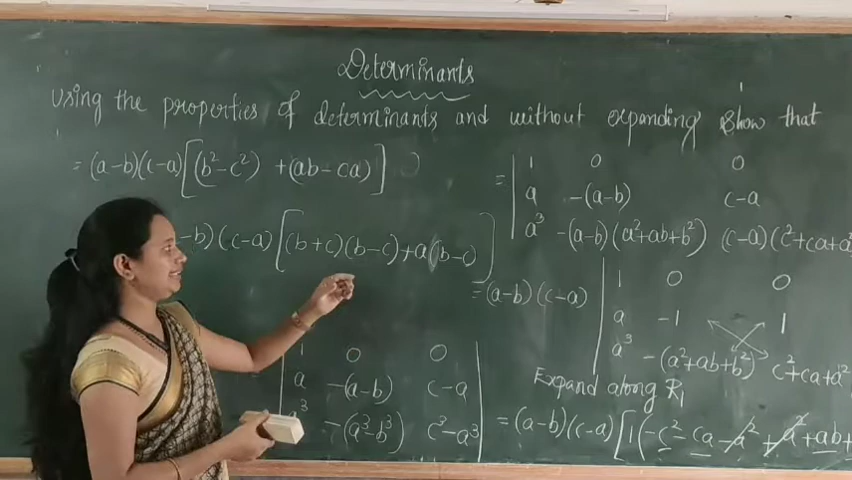 Determinants
Using the properties of determinants and without expanding show that
= (a-b)(c-a)[(b²-c²) +(ab-ca)]
-b) (c-a) [(b+c)(b-c)+a(b-c)]
1 0 0
a -(a-b) c-a
3 -(a³-b³) c³-a³
= | 1 0 0
a -(a-b) c-a
a³ -(a-b)(a²+ab+b²) (c-a)(c²+ca+a²
= (a-b)(c-a) | 1 0 0
a -1 1
a³ -(a²+ab+b²) c²+ca+a²
Expand along R₁
= (a-b)(c-a)[1(-c²-ca-a²+a²+ab+